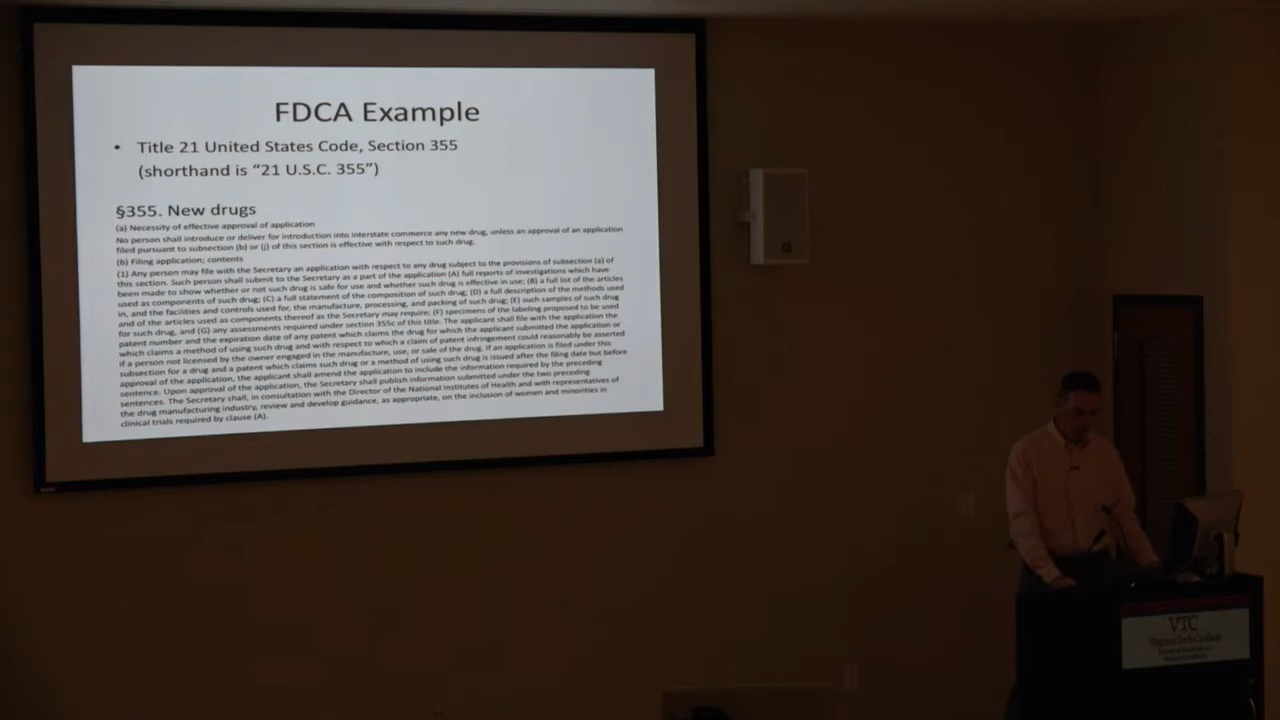 FDCA Example
• Title 21 United States Code, Section 355
(shorthand is “21 U.S.C. 355”)
§355. New drugs
(a) Necessity of effective approval of application
No person shall introduce or deliver for introduction into interstate commerce any new drug, unless an approval of an application
filed pursuant to subsection (b) or (j) of this section is effective with respect to such drug.
(b) Filing application; contents
(1) Any person may file with the Secretary an application with respect to any drug subject to the provisions of subsection (a) of
this section. Such person shall submit to the Secretary as a part of the application (A) full reports of investigations which have
been made to show whether or not such drug is safe for use and whether such drug is effective in use; (B) a full list of the articles
used as components of such drug; (C) a full statement of the composition of such drug; (D) a full description of the methods used
in, and the facilities and controls used for, the manufacture, processing, and packing of such drug; (E) such samples of such drug
and of the articles used as components thereof as the Secretary may require; (F) specimens of the labeling proposed to be used
for such drug, and (G) any assessments required under section 355c of this title. The applicant shall file with the application the
patent number and the expiration date of any patent which claims the drug for which the applicant submitted the application or
which claims a method of using such drug and with respect to which a claim of patent infringement could reasonably be asserted
if a person not licensed by the owner engaged in the manufacture, use, or sale of the drug. If an application is filed under this
subsection for a drug and a patent which claims such drug or a method of using such drug is issued after the filing date but before
approval of the application, the applicant shall amend the application to include the information required by the preceding
sentence. Upon approval of the application, the Secretary shall publish information submitted under the two preceding
sentences. The Secretary shall, in consultation with the Director of the National Institutes of Health and with representatives of
the drug manufacturing industry, review and develop guidance, as appropriate, on the inclusion of women and minorities in
clinical trials required by clause (A).
VTC
VirginiaTechCarilion